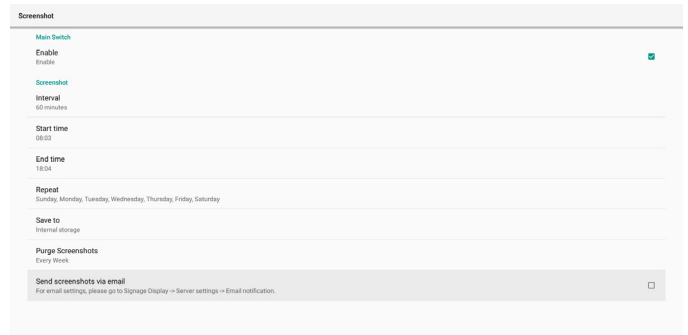 Screenshot
Main Switch
Enable
Enable
Screenshot
Interval
60 minutes
Start time
08:03
End time
18:04
Repeat
Sunday, Monday, Tuesday, Wednesday, Thursday, Friday, Saturday
Save to
Internal storage
Purge Screenshots
Every Week
Send screenshots via email
For email settings, please go to Signage Display -> Server settings -> Email notification.